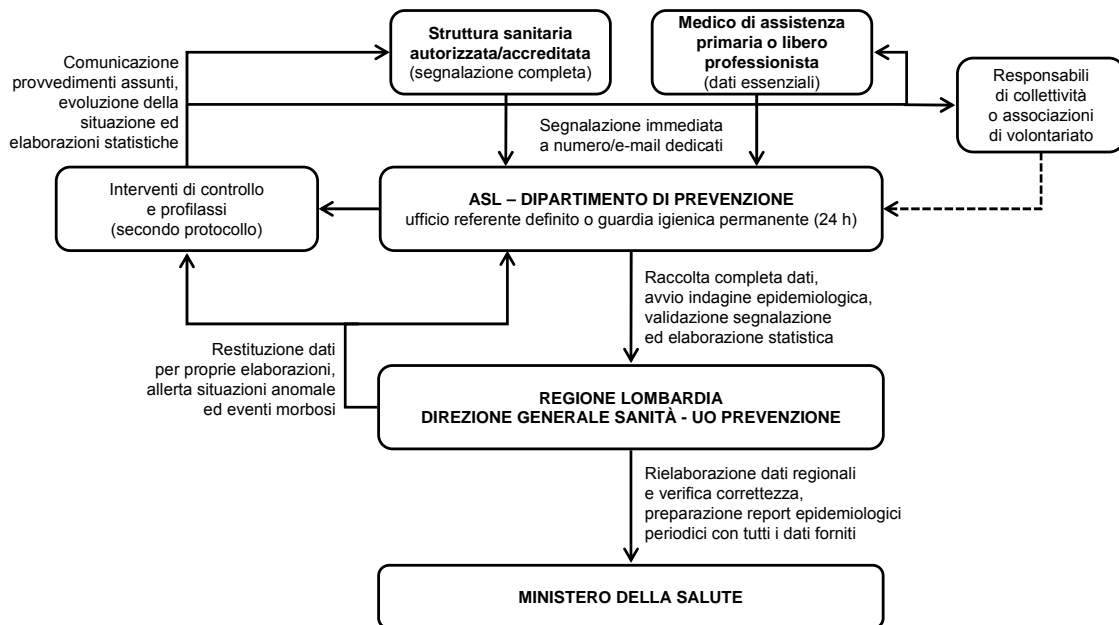 Comunicazione
provvedimenti assunti,
evoluzione della
situazione ed
elaborazioni statistiche
Struttura sanitaria
autorizzata/accreditata
(segnalazione completa)
Medico di assistenza
primaria o libero
professionista
(dati essenziali)
Responsabili
di collettività
o associazioni
di volontariato
Segnalazione immediata
a numero/e-mail dedicati
Interventi di controllo
e profilassi
(secondo protocollo)
ASL – DIPARTIMENTO DI PREVENZIONE
ufficio referente definito o guardia igienica permanente (24 h)
Raccolta completa dati,
avvio indagine epidemiologica,
validazione segnalazione
ed elaborazione statistica
Restituzione dati
per proprie elaborazioni,
allerta situazioni anomale
ed eventi morbosi
REGIONE LOMBARDIA
DIREZIONE GENERALE SANITÀ - UO PREVENZIONE
Rielaborazione dati regionali
e verifica correttezza,
preparazione report epidemiologici
periodici con tutti i dati forniti
MINISTERO DELLA SALUTE